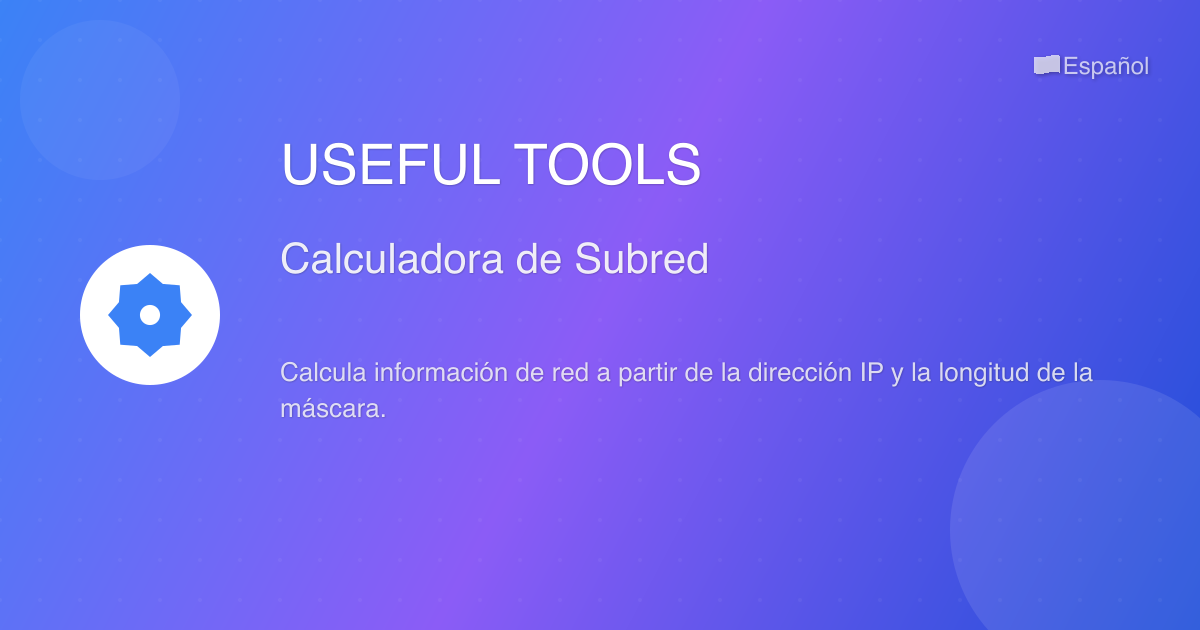 Español
USEFUL TOOLS
Calculadora de Subred
Calcula información de red a partir de la dirección IP y la longitud de la
máscara.